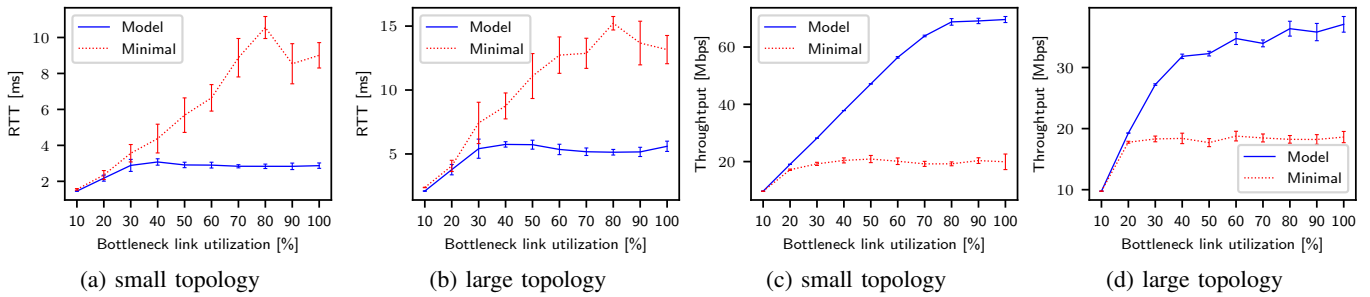 Model
Minimal
RTT [ms]
10
8
6
4
2
10 20 30 40 50 60 70 80 90 100
Bottleneck link utilization [%]
(a) small topology
Model
Minimal
RTT [ms]
15
10
5
10 20 30 40 50 60 70 80 90 100
Bottleneck link utilization [%]
(b) large topology
Model
Minimal
Throughtput [Mbps]
60
40
20
10 20 30 40 50 60 70 80 90 100
Bottleneck link utilization [%]
(c) small topology
Throughtput [Mbps]
30
20
10
Model
Minimal
10 20 30 40 50 60 70 80 90 100
Bottleneck link utilization [%]
(d) large topology